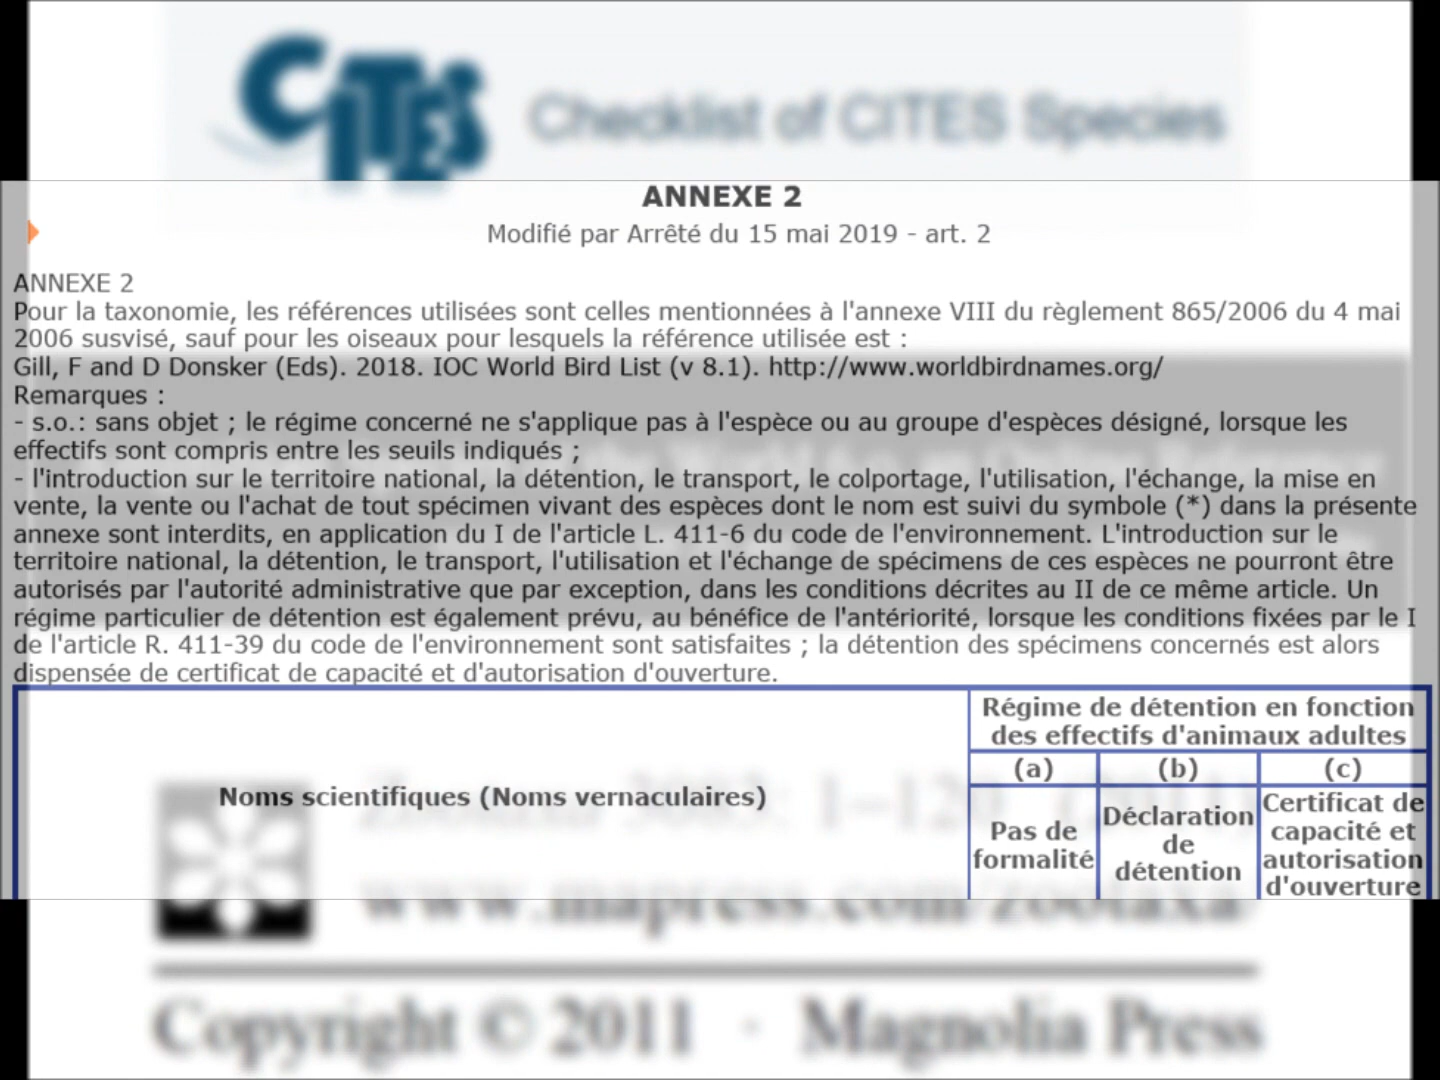 CITES
Checklist of CITES Species
ANNEXE 2
Modifié par Arrêté du 15 mai 2019 - art. 2
ANNEXE 2
Pour la taxonomie, les références utilisées sont celles mentionnées à l'annexe VIII du règlement 865/2006 du 4 mai
2006 susvisé, sauf pour les oiseaux pour lesquels la référence utilisée est :
Gill, F and D Donsker (Eds). 2018. IOC World Bird List (v 8.1). http://www.worldbirdnames.org/
Remarques :
- s.o.: sans objet ; le régime concerné ne s'applique pas à l'espèce ou au groupe d'espèces désigné, lorsque les
effectifs sont compris entre les seuils indiqués ;
- l'introduction sur le territoire national, la détention, le transport, le colportage, l'utilisation, l'échange, la mise en
vente, la vente ou l'achat de tout spécimen vivant des espèces dont le nom est suivi du symbole (*) dans la présente
annexe sont interdits, en application du I de l'article L. 411-6 du code de l'environnement. L'introduction sur le
territoire national, la détention, le transport, l'utilisation et l'échange de spécimens de ces espèces ne pourront être
autorisés par l'autorité administrative que par exception, dans les conditions décrites au II de ce même article. Un
régime particulier de détention est également prévu, au bénéfice de l'antériorité, lorsque les conditions fixées par le I
de l'article R. 411-39 du code de l'environnement sont satisfaites ; la détention des spécimens concernés est alors
dispensée de certificat de capacité et d'autorisation d'ouverture.
Régime de détention en fonction
des effectifs d'animaux adultes
(a) (b) (c)
Noms scientifiques (Noms vernaculaires)
Pas de
formalité
Déclaration
de
détention
Certificat de
capacité et
autorisation
d'ouverture
Zootaxa 3083: 1–120 (2011)
www.mapress.com/zootaxa/
Copyright © 2011 · Magnolia Press